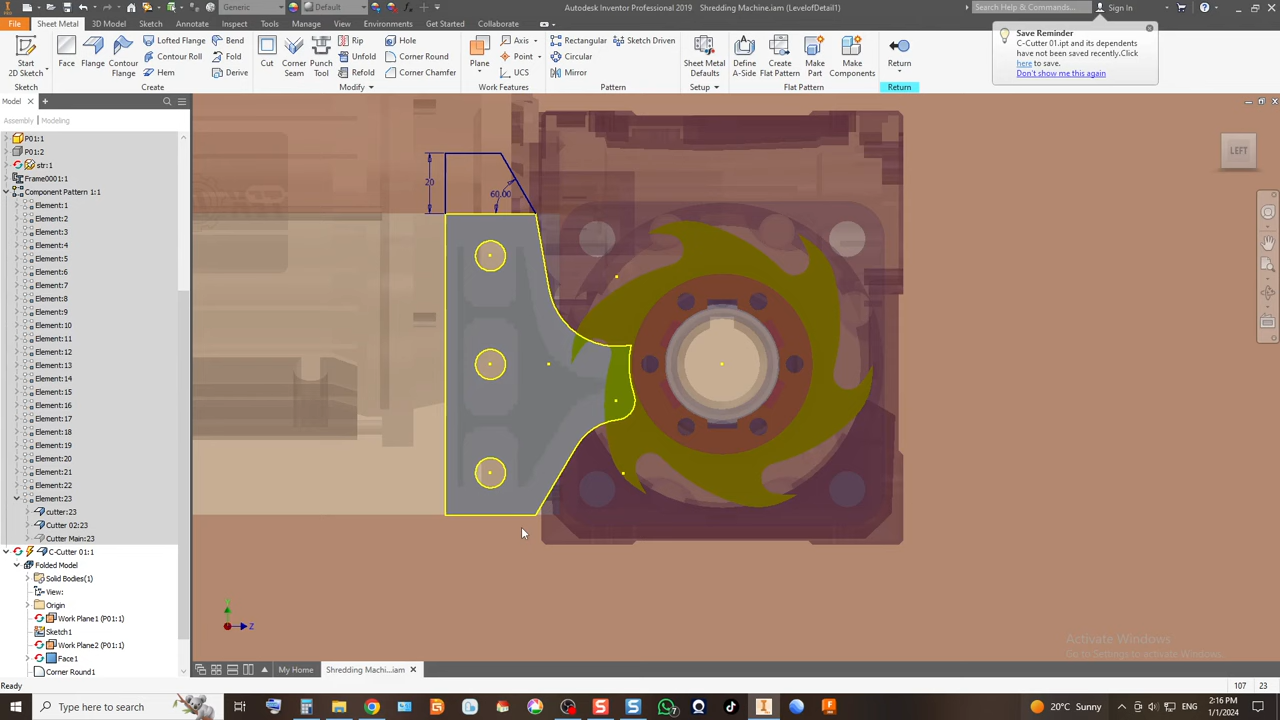 Generic
Default
Autodesk Inventor Professional 2019
Shredding Machine.iam (LevelofDetail1)
Search Help & Commands...
Sign In
File
Sheet Metal
3D Model
Sketch
Inspect
Tools
Manage
View
Environments
Get Started
Collaborate
Start
2D Sketch
Face
Flange
Contour
Flange
Lofted Flange
Contour Roll
Hem
Bend
Fold
Derive
Cut
Corner
Seam
Punch
Tool
Rip
Unfold
Refold
Hole
Corner Round
Corner Chamfer
Plane
Axis
Point
UCS
Rectangular
Circular
Mirror
Sketch Driven
Sheet Metal
Defaults
Define
A-Side
Create
Flat Pattern
Make
Part
Make
Components
Return
Sketch
Create
Modify
Work Features
Pattern
Setup
Flat Pattern
Return
Save Reminder
C-Cutter 01.ipt and its dependents
have not been saved recently.Click
here to save.
Don't show me this again
Model
Assembly
Modeling
P01:1
P01:2
str:1
Frame0001:1
Component Pattern 1:1
Element:1
Element:2
Element:3
Element:4
Element:5
Element:6
Element:7
Element:8
Element:9
Element:10
Element:11
Element:12
Element:13
Element:14
Element:15
Element:16
Element:17
Element:18
Element:19
Element:20
Element:21
Element:22
Element:23
cutter:23
Cutter 02:23
Cutter Main:23
C-Cutter 01:1
Folded Model
Solid Bodies(1)
View:
Origin
Work Plane1 (P01:1)
Sketch1
Work Plane2 (P01:1)
Face1
Corner Round1
20
60.00
LEFT
Z
My Home
Shredding Machi...iam
Activate Windows
Go to Settings to activate Windows.
Ready
107
23
Type here to search
20°C Sunny
2:16 PM
1/1/2024